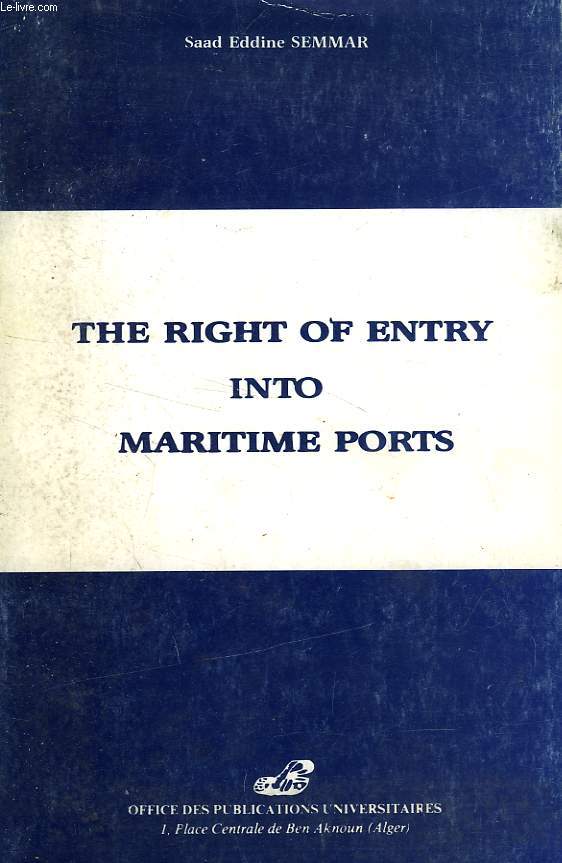 Le-livre.com
Saad Eddine SEMMAR
THE RIGHT OF ENTRY
INTO
MARITIME PORTS
OFFICE DES PUBLICATIONS UNIVERSITAIRES
1, Place Centrale de Ben Aknoun (Alger)